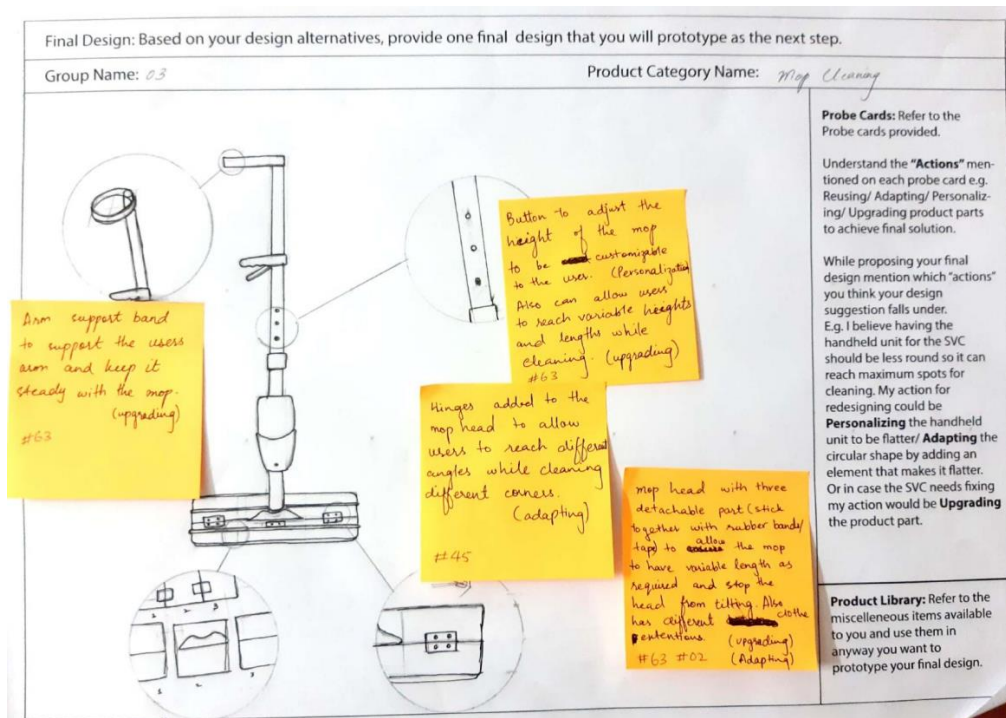 Final Design: Based on your design alternatives, provide one final design that you will prototype as the next step.
Group Name: 03
Product Category Name: Mop Cleaning
Arm support band
to support the users
arm and keep it
steady with the mop.
(upgrading)
#63
Button to adjust the
height of the mop
to be customizable
to the user. (Personalization)
Also can allow users
to reach variable heights
and lengths while
cleaning. (upgrading)
#63
Hinges added to the
mop head to allow
users to reach different
angles while cleaning
different corners.
(adapting)
#45
mop head with three
detachable part (stick
together with rubber bands/
tape) to allow the mop
to have variable length as
required and stop the
head from tilting. Also
has different clothe
(upgrading)
#63 #02 (Adapting)
1 2 3
1 2 3
Probe Cards: Refer to the
Probe cards provided.
Understand the "Actions" men-
tioned on each probe card e.g.
Reusing/ Adapting/ Personaliz-
ing/ Upgrading product parts
to achieve final solution.
While proposing your final
design mention which "actions"
you think your design
suggestion falls under.
E.g. I believe having the
handheld unit for the SVC
should be less round so it can
reach maximum spots for
cleaning. My action for
redesigning could be
Personalizing the handheld
unit to be flatter/ Adapting the
circular shape by adding an
element that makes it flatter.
Or in case the SVC needs fixing
my action would be Upgrading
the product part.
Product Library: Refer to the
miscelleneous items available
to you and use them in
anyway you want to
prototype your final design.